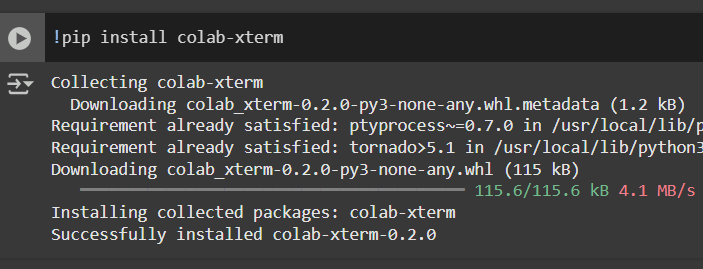 !pip install colab-xterm
Collecting colab-xterm
Downloading colab_xterm-0.2.0-py3-none-any.whl.metadata (1.2 kB)
Requirement already satisfied: ptyprocess~=0.7.0 in /usr/local/lib/p
Requirement already satisfied: tornado>5.1 in /usr/local/lib/python3
Downloading colab_xterm-0.2.0-py3-none-any.whl (115 kB)
115.6/115.6 kB 4.1 MB/s
Installing collected packages: colab-xterm
Successfully installed colab-xterm-0.2.0